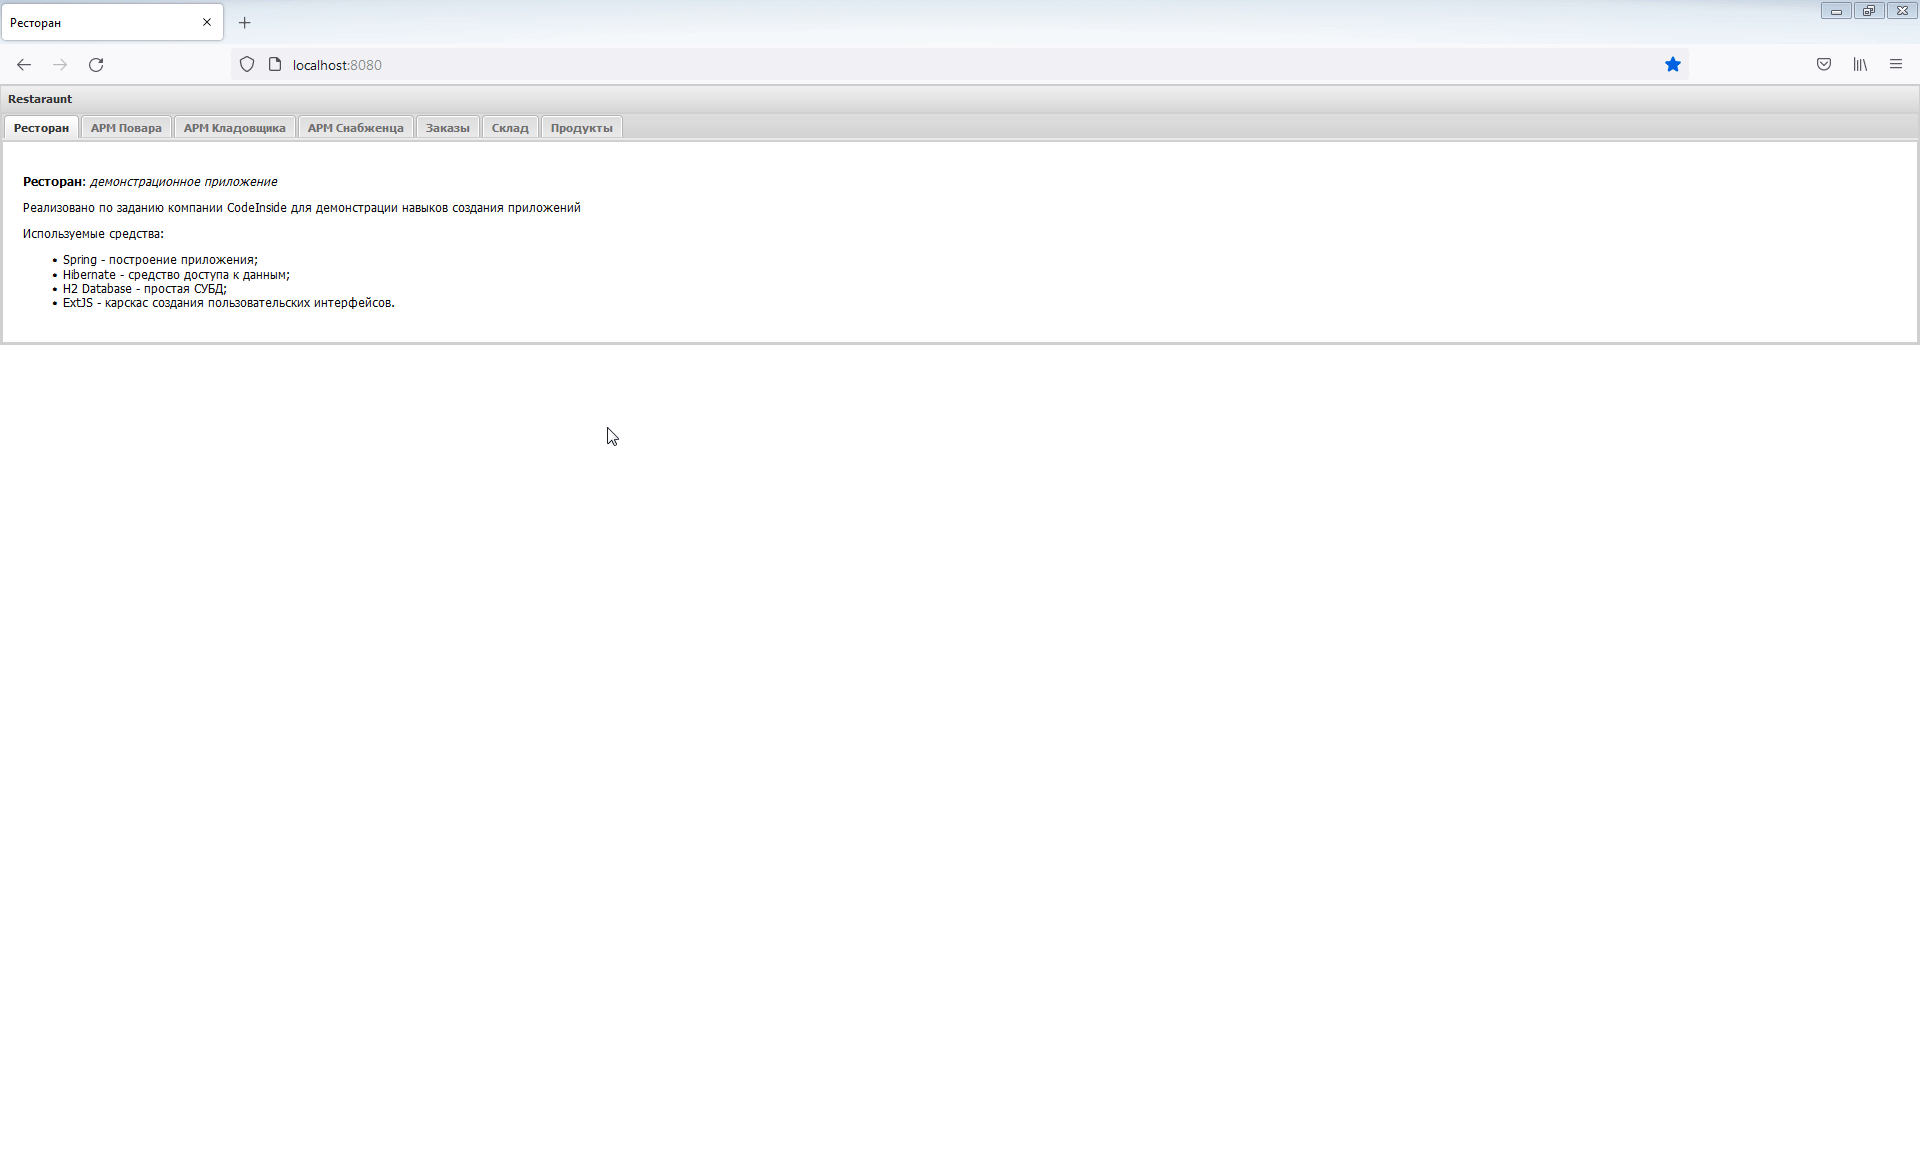 Ресторан
localhost:8080
Restaraunt
Ресторан АРМ Повара АРМ Кладовщика АРМ Снабженца Заказы Склад Продукты
Ресторан: демонстрационное приложение
Реализовано по заданию компании CodeInside для демонстрации навыков создания приложений
Используемые средства:
• Spring - построение приложения;
• Hibernate - средство доступа к данным;
• H2 Database - простая СУБД;
• ExtJS - карскас создания пользовательских интерфейсов.